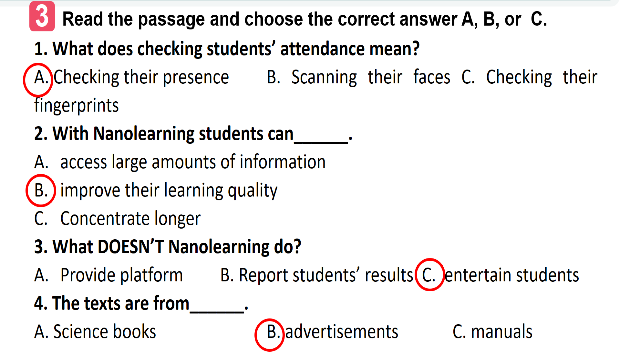 3 Read the passage and choose the correct answer A, B, or C.
1. What does checking students' attendance mean?
A. Checking their presence B. Scanning their faces C. Checking their
fingerprints
2. With Nanolearning students can______.
A. access large amounts of information
B. improve their learning quality
C. Concentrate longer
3. What DOESN'T Nanolearning do?
A. Provide platform B. Report students' results C. entertain students
4. The texts are from______.
A. Science books B. advertisements C. manuals